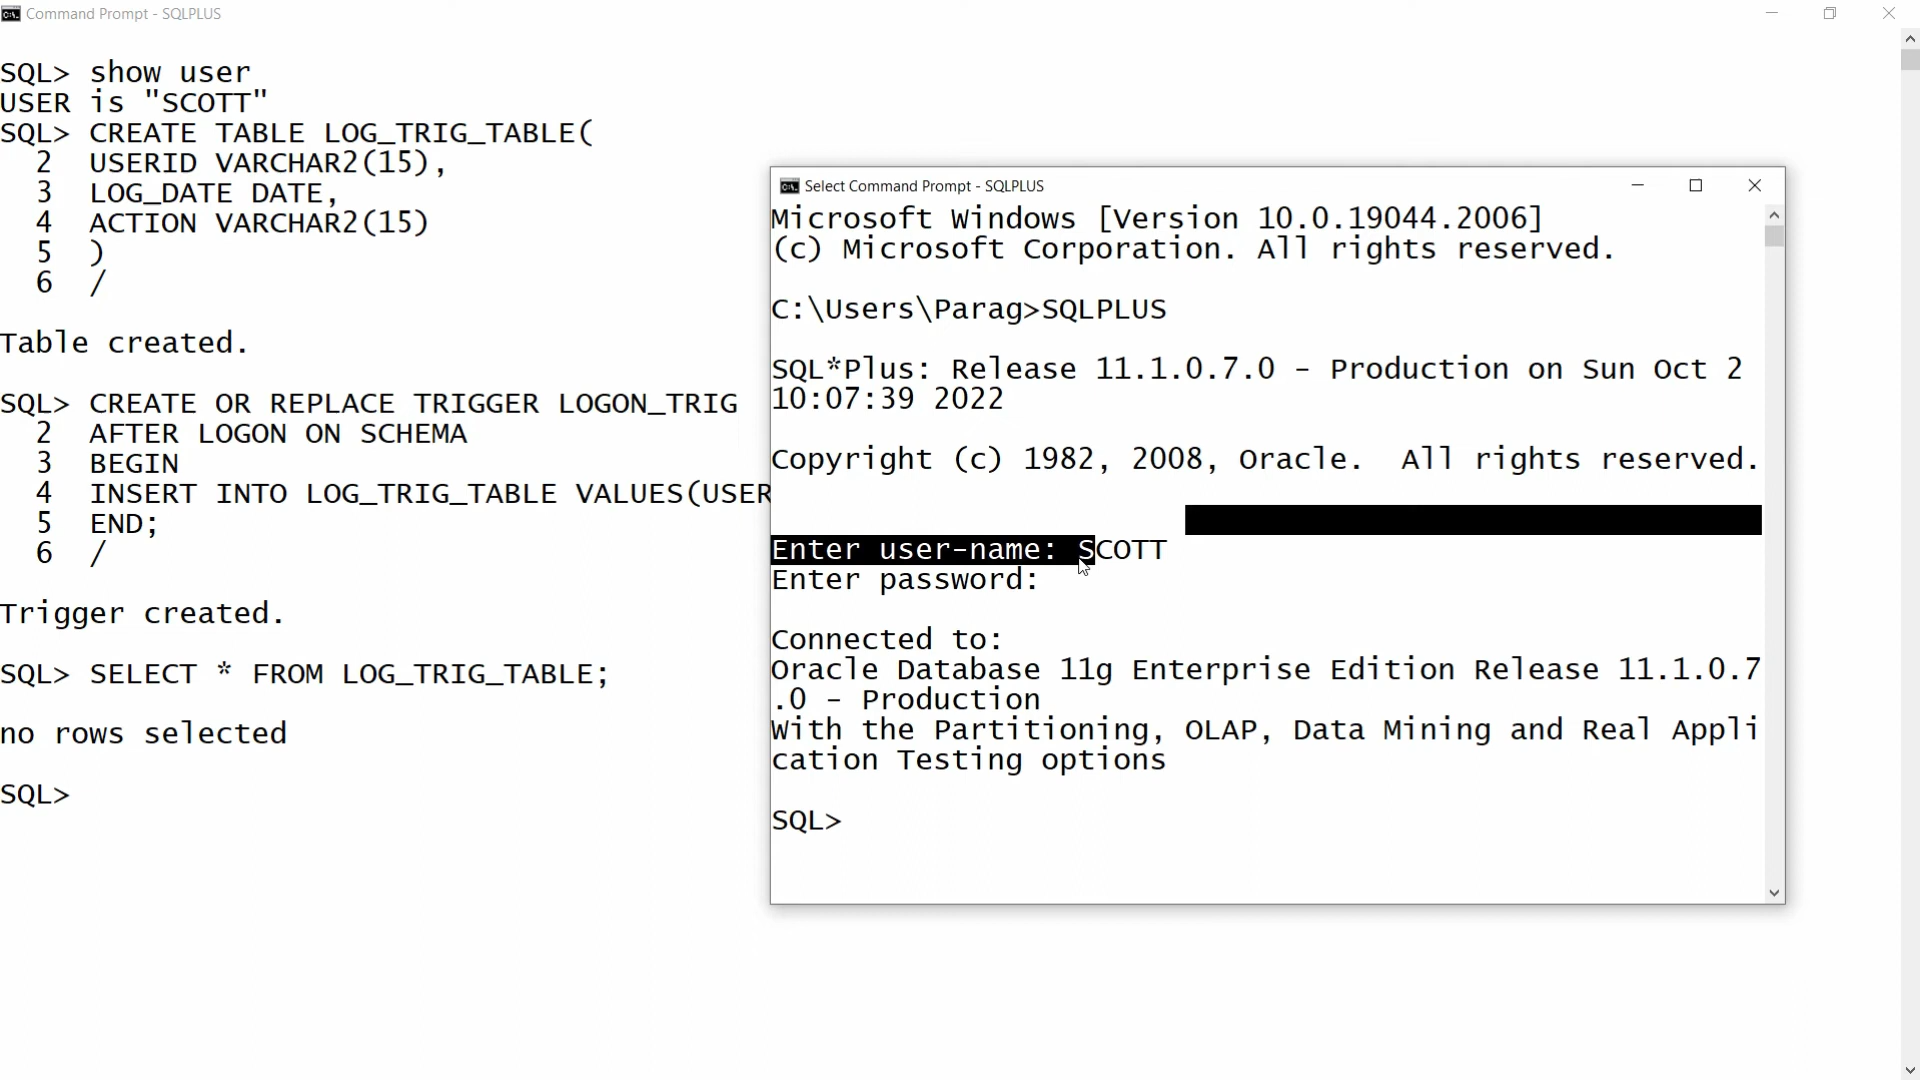 Command Prompt - SQLPLUS
SQL> show user
USER is "SCOTT"
SQL> CREATE TABLE LOG_TRIG_TABLE(
2 USERID VARCHAR2(15),
3 LOG_DATE DATE,
4 ACTION VARCHAR2(15)
5 )
6 /
Table created.
SQL> CREATE OR REPLACE TRIGGER LOGON_TRIG
2 AFTER LOGON ON SCHEMA
3 BEGIN
4 INSERT INTO LOG_TRIG_TABLE VALUES(USER
5 END;
6 /
Trigger created.
SQL> SELECT * FROM LOG_TRIG_TABLE;
no rows selected
SQL>
Select Command Prompt - SQLPLUS
Microsoft Windows [Version 10.0.19044.2006]
(c) Microsoft Corporation. All rights reserved.
C:\Users\Parag>SQLPLUS
SQL*Plus: Release 11.1.0.7.0 - Production on Sun Oct 2
10:07:39 2022
Copyright (c) 1982, 2008, Oracle. All rights reserved.
Enter user-name: SCOTT
Enter password:
Connected to:
Oracle Database 11g Enterprise Edition Release 11.1.0.7
.0 - Production
With the Partitioning, OLAP, Data Mining and Real Appli
cation Testing options
SQL>